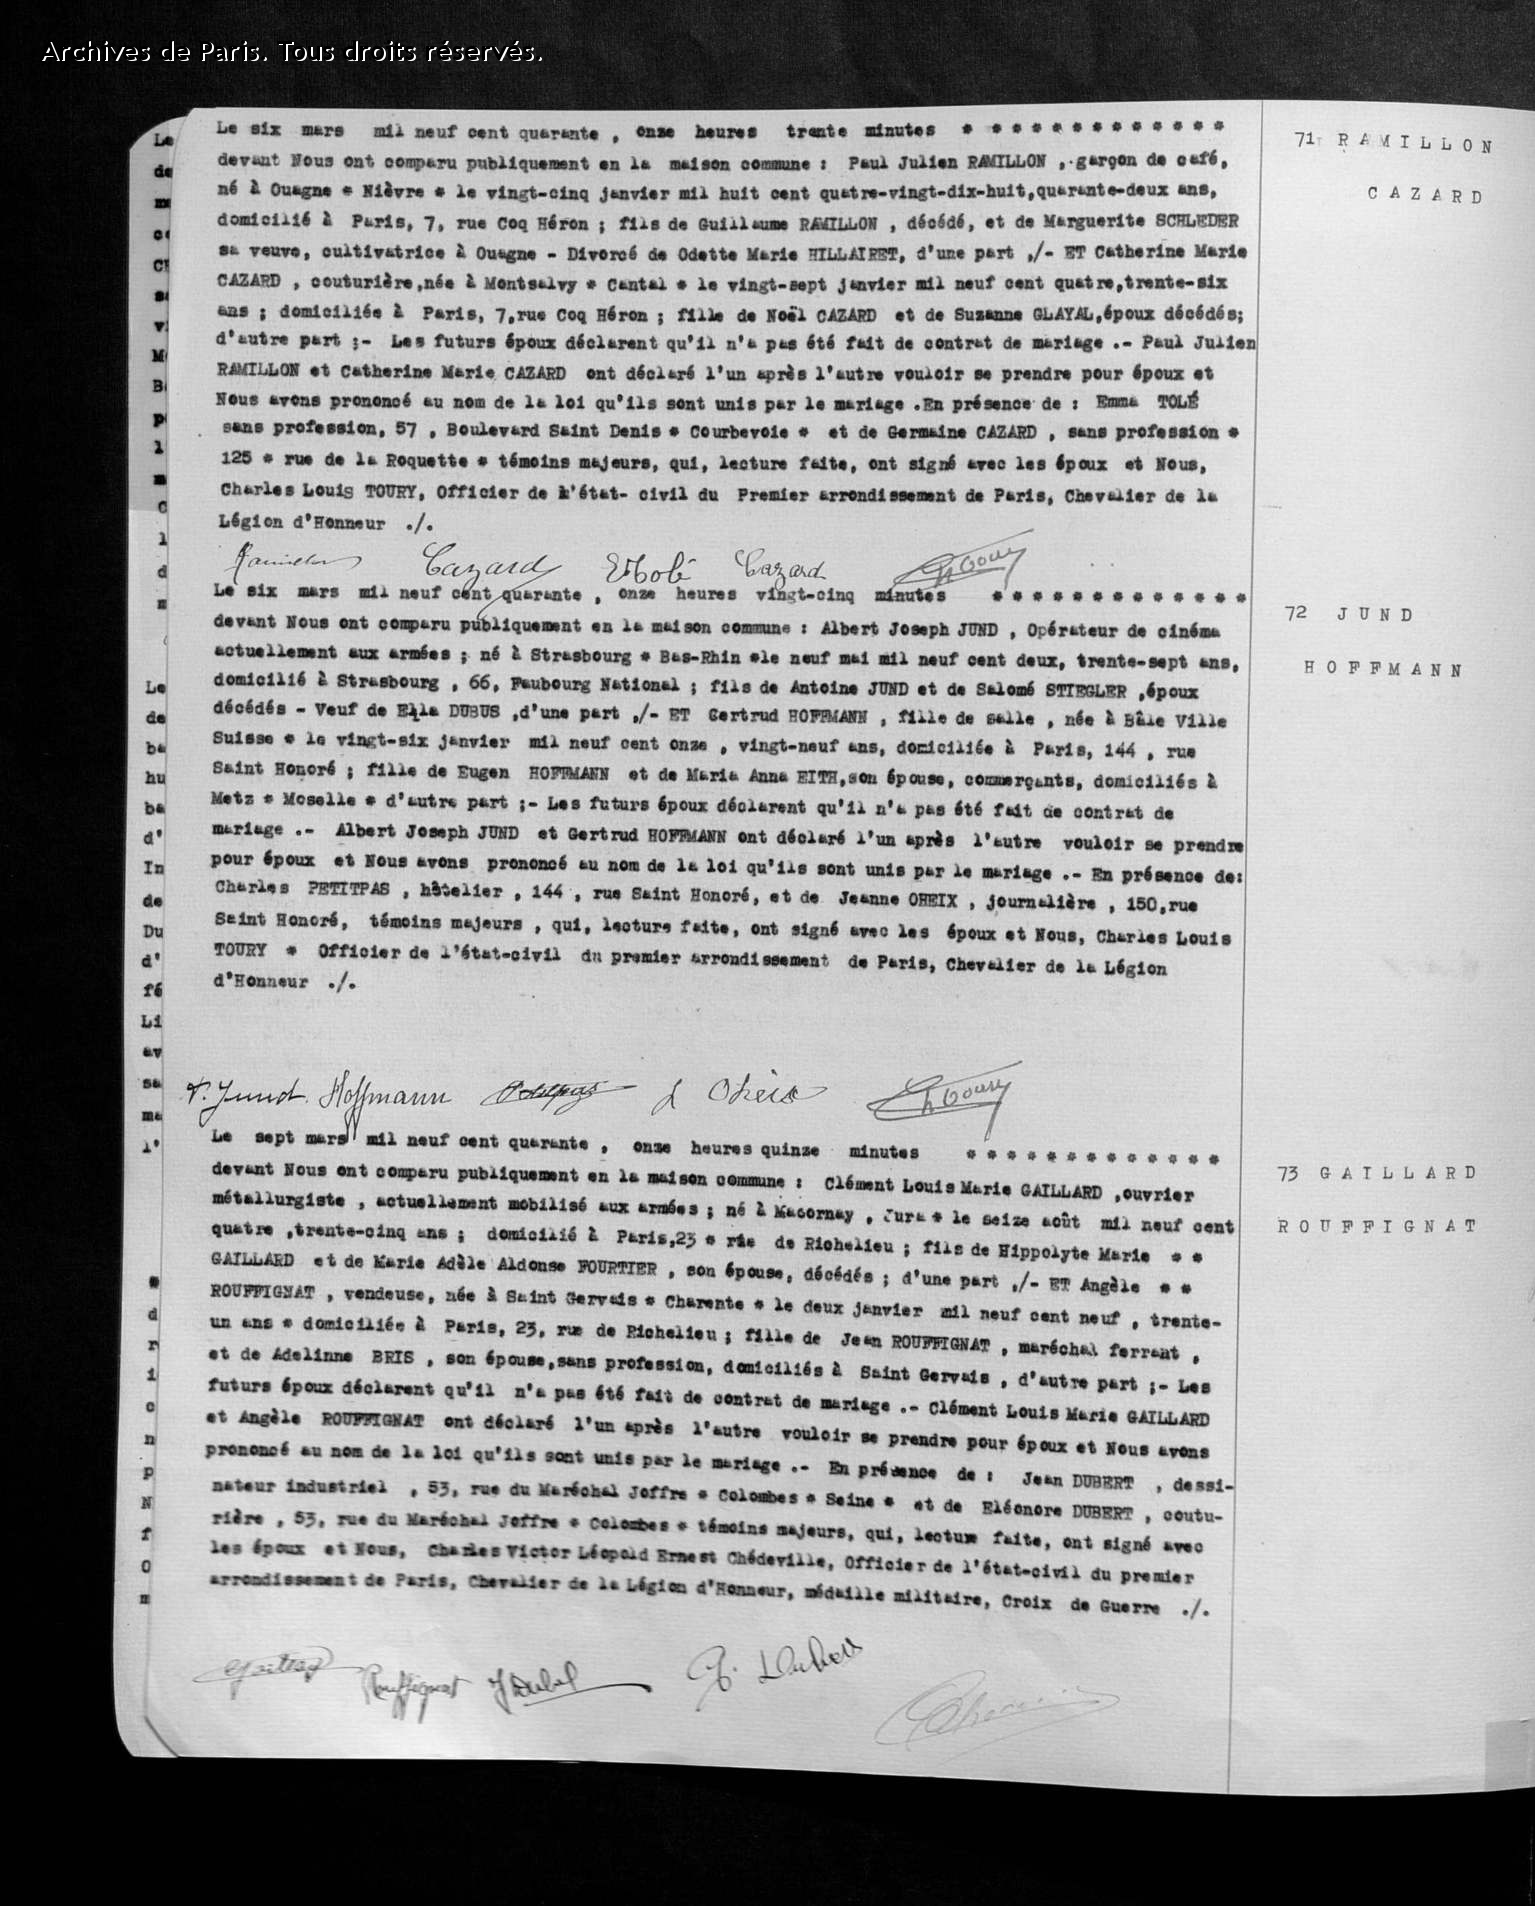 Archives de Paris. Tous droits réservés.
Le six mars mil neuf cent quarante , onze heures trente minutes * * * * * * * * * * * * *
devant Nous ont comparu publiquement en la maison commune : Paul Julien RAMILLON , garçon de café,
né à Ouagne * Nièvre * le vingt-cinq janvier mil huit cent quatre-vingt-dix-huit,quarante-deux ans,
domicilié à Paris, 7, rue Coq Héron ; fils de Guillaume RAMILLON , décédé, et de Marguerite SCHLEDER
sa veuve, cultivatrice à Ouagne - Divorcé de Odette Marie HILLAIRET, d'une part ,/- ET Catherine Marie
CAZARD , couturière,née à Montsalvy * Cantal * le vingt-sept janvier mil neuf cent quatre,trente-six
ans ; domiciliée à Paris, 7,rue Coq Héron ; fille de Noël CAZARD et de Suzanne GLAYAL,époux décédés;
d'autre part ;- Les futurs époux déclarent qu'il n'a pas été fait de contrat de mariage .- Paul Julien
RAMILLON et Catherine Marie CAZARD ont déclaré l'un après l'autre vouloir se prendre pour époux et
Nous avons prononcé au nom de la loi qu'ils sont unis par le mariage .En présence de : Emma TOLÉ
sans profession, 57 , Boulevard Saint Denis * Courbevoie * et de Germaine CAZARD , sans profession *
125 * rue de la Roquette * témoins majeurs, qui, lecture faite, ont signé avec les époux et Nous,
Charles Louis TOURY, Officier de l'état- civil du Premier arrondissement de Paris, Chevalier de la
Légion d'Honneur ./.
Ramillon Cazard ETolé Cazard Ch Toury
71 RAMILLON
CAZARD
Le six mars mil neuf cent quarante , onze heures vingt-cinq minutes * * * * * * * * * * * * *
devant Nous ont comparu publiquement en la maison commune : Albert Joseph JUND , Opérateur de cinéma
actuellement aux armées ; né à Strasbourg * Bas-Rhin *le neuf mai mil neuf cent deux, trente-sept ans,
domicilié à Strasbourg , 66, Faubourg National ; fils de Antoine JUND et de Salomé STIEGLER ,époux
décédés - Veuf de Ella DUBUS ,d'une part ,/- ET Gertrud HOFFMANN , fille de salle , née à Bâle Ville
Suisse * le vingt-six janvier mil neuf cent onze , vingt-neuf ans, domiciliée à Paris, 144 , rue
Saint Honoré ; fille de Eugen HOFFMANN et de Maria Anna EITH,son épouse, commerçants, domiciliés à
Metz * Moselle * d'autre part ;- Les futurs époux déclarent qu'il n'a pas été fait de contrat de
mariage .- Albert Joseph JUND et Gertrud HOFFMANN ont déclaré l'un après l'autre vouloir se prendre
pour époux et Nous avons prononcé au nom de la loi qu'ils sont unis par le mariage .- En présence de:
Charles PETITPAS , hôtelier , 144 , rue Saint Honoré, et de Jeanne OHEIX , journalière , 150,rue
Saint Honoré, témoins majeurs , qui, lecture faite, ont signé avec les époux et Nous, Charles Louis
TOURY * Officier de l'état-civil du premier arrondissement de Paris, Chevalier de la Légion
d'Honneur ./.
Jund Hoffmann Petitpas J Oheix Ch Toury
72 JUND
HOFFMANN
Le sept mars mil neuf cent quarante , onze heures quinze minutes * * * * * * * * * * * * *
devant Nous ont comparu publiquement en la maison commune : Clément Louis Marie GAILLARD ,ouvrier
métallurgiste , actuellement mobilisé aux armées ; né à Macornay , Jura * le seize août mil neuf cent
quatre ,trente-cinq ans ; domicilié à Paris,23 * rue de Richelieu ; fils de Hippolyte Marie * *
GAILLARD et de Marie Adèle Aldonse FOURTIER , son épouse, décédés ; d'une part ,/- ET Angèle * *
ROUFFIGNAT , vendeuse, née à Saint Gervais * Charente * le deux janvier mil neuf cent neuf , trente-
un ans * domiciliée à Paris, 23, rue de Richelieu ; fille de Jean ROUFFIGNAT , maréchal ferrant ,
et de Adelinne BRIS , son épouse,sans profession, domiciliés à Saint Gervais , d'autre part ;- Les
futurs époux déclarent qu'il n'a pas été fait de contrat de mariage .- Clément Louis Marie GAILLARD
et Angèle ROUFFIGNAT ont déclaré l'un après l'autre vouloir se prendre pour époux et Nous avons
prononcé au nom de la loi qu'ils sont unis par le mariage .- En présence de : Jean DUBERT , dessi-
nateur industriel , 53, rue du Maréchal Joffre * Colombes * Seine * et de Eléonore DUBERT , coutu-
rière , 53, rue du Maréchal Joffre * Colombes * témoins majeurs, qui, lecture faite, ont signé avec
les époux et Nous, Charles Victor Léopold Ernest Chédeville, Officier de l'état-civil du premier
arrondissement de Paris, Chevalier de la Légion d'Honneur, médaille militaire, Croix de Guerre ./.
Rouffignat J Dubert
73 GAILLARD
ROUFFIGNAT